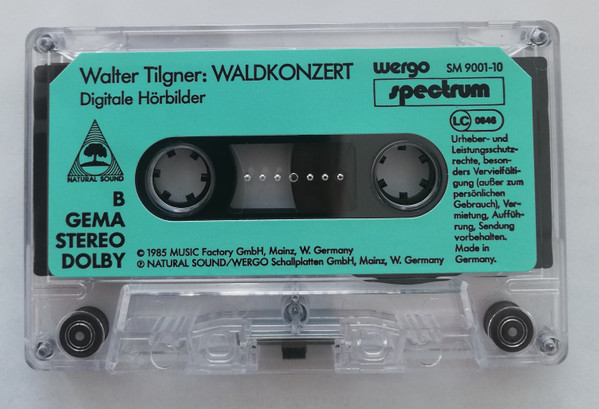 Walter Tilgner: WALDKONZERT
Digitale Hörbilder
wergo
SM 9001-10
spectrum
LC 0846
NATURAL SOUND
B
GEMA
STEREO
DOLBY
Urheber- und
Leistungsschutz-
rechte, beson-
ders Vervielfälti-
gung (außer zum
persönlichen
Gebrauch), Ver-
mietung, Auffüh-
rung, Sendung
vorbehalten.
Made in
Germany.
© 1985 MUSIC Factory GmbH, Mainz, W. Germany
℗ NATURAL SOUND/WERGO Schallplatten GmbH, Mainz, W. Germany